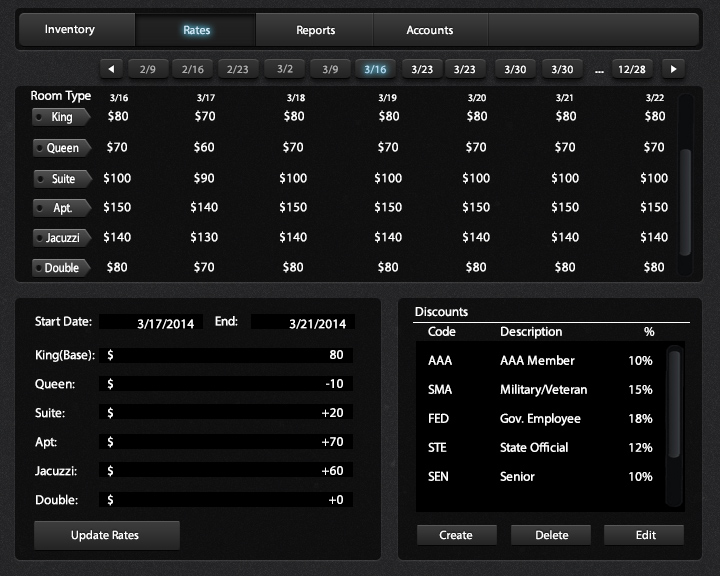 Inventory Rates Reports Accounts
2/9 2/16 2/23 3/2 3/9 3/16 3/23 3/23 3/30 3/30 ... 12/28
Room Type 3/16 3/17 3/18 3/19 3/20 3/21 3/22
King $80 $70 $80 $80 $80 $80 $80
Queen $70 $60 $70 $70 $70 $70 $70
Suite $100 $90 $100 $100 $100 $100 $100
Apt. $150 $140 $150 $150 $150 $150 $150
Jacuzzi $140 $130 $140 $140 $140 $140 $140
Double $80 $70 $80 $80 $80 $80 $80
Start Date: 3/17/2014 End: 3/21/2014
King(Base): $ 80
Queen: $ -10
Suite: $ +20
Apt: $ +70
Jacuzzi: $ +60
Double: $ +0
Update Rates
Discounts
Code Description %
AAA AAA Member 10%
SMA Military/Veteran 15%
FED Gov. Employee 18%
STE State Official 12%
SEN Senior 10%
Create Delete Edit